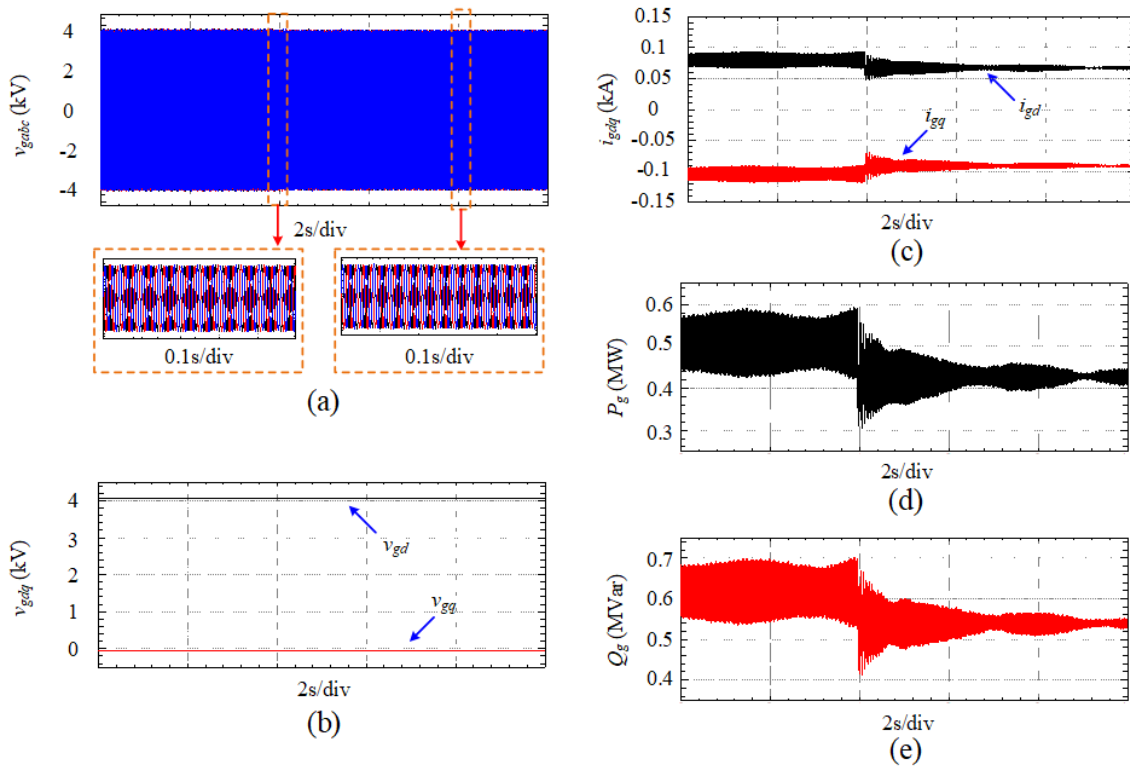 v_gabc (kV)
4
2
0
-2
-4
2s/div
0.1s/div
0.1s/div
(a)
v_gdq (kV)
4
3
2
1
0
v_gd
v_gq
2s/div
(b)
i_gdq (kA)
0.15
0.1
0.05
0
-0.05
-0.1
-0.15
i_gd
i_gq
2s/div
(c)
P_g (MW)
0.6
0.5
0.4
0.3
2s/div
(d)
Q_g (MVar)
0.7
0.6
0.5
0.4
2s/div
(e)